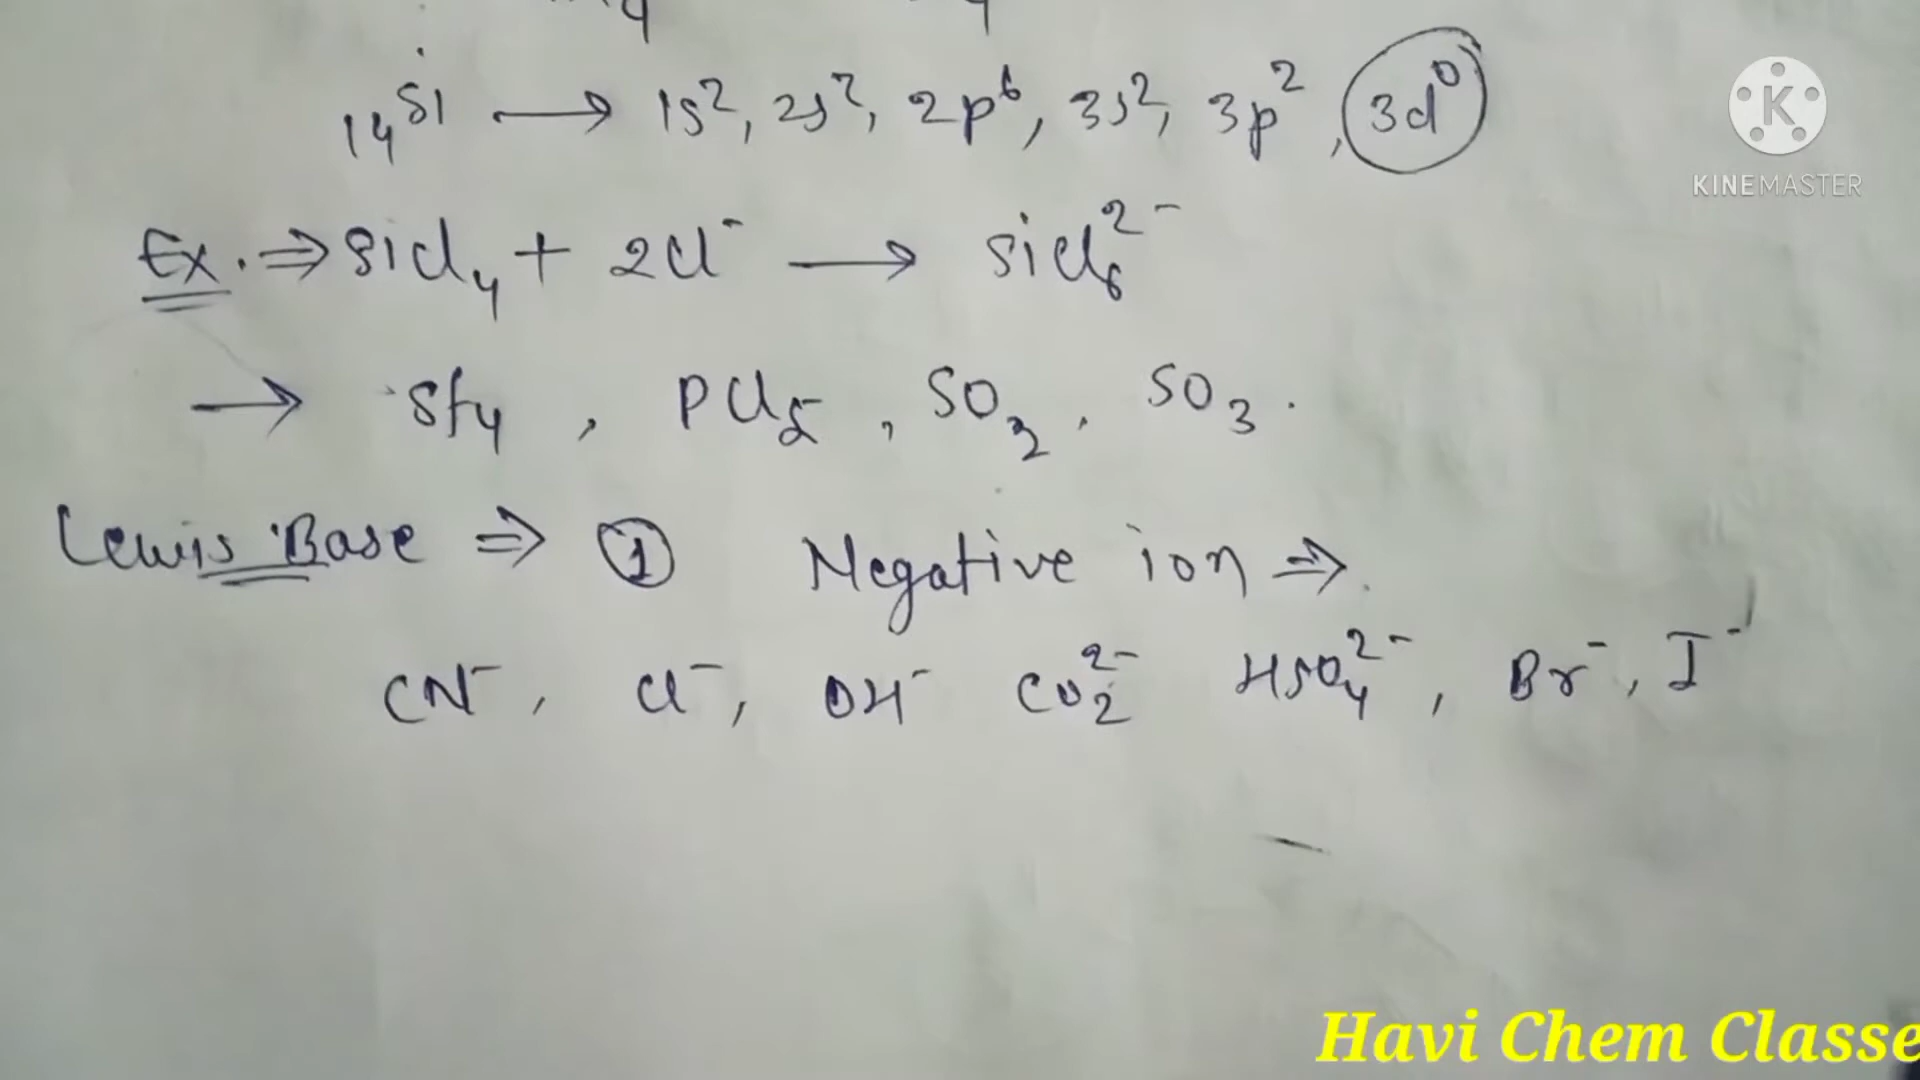 ₁₄Si ⟶ 1s², 2s², 2p⁶, 3s², 3p², 3d⁰
K
KINEMASTER
Ex. ⇒ SiCl₄ + 2Cl⁻ ⟶ SiCl₆²⁻
→ Sf₄, PCl₅, SO₂, SO₃.
Lewis Base ⇒ ① Negative ion ⇒
CN⁻, Cl⁻, OH⁻ CO₂²⁻ HSO₄²⁻, Br⁻, I⁻
Havi Chem Classe